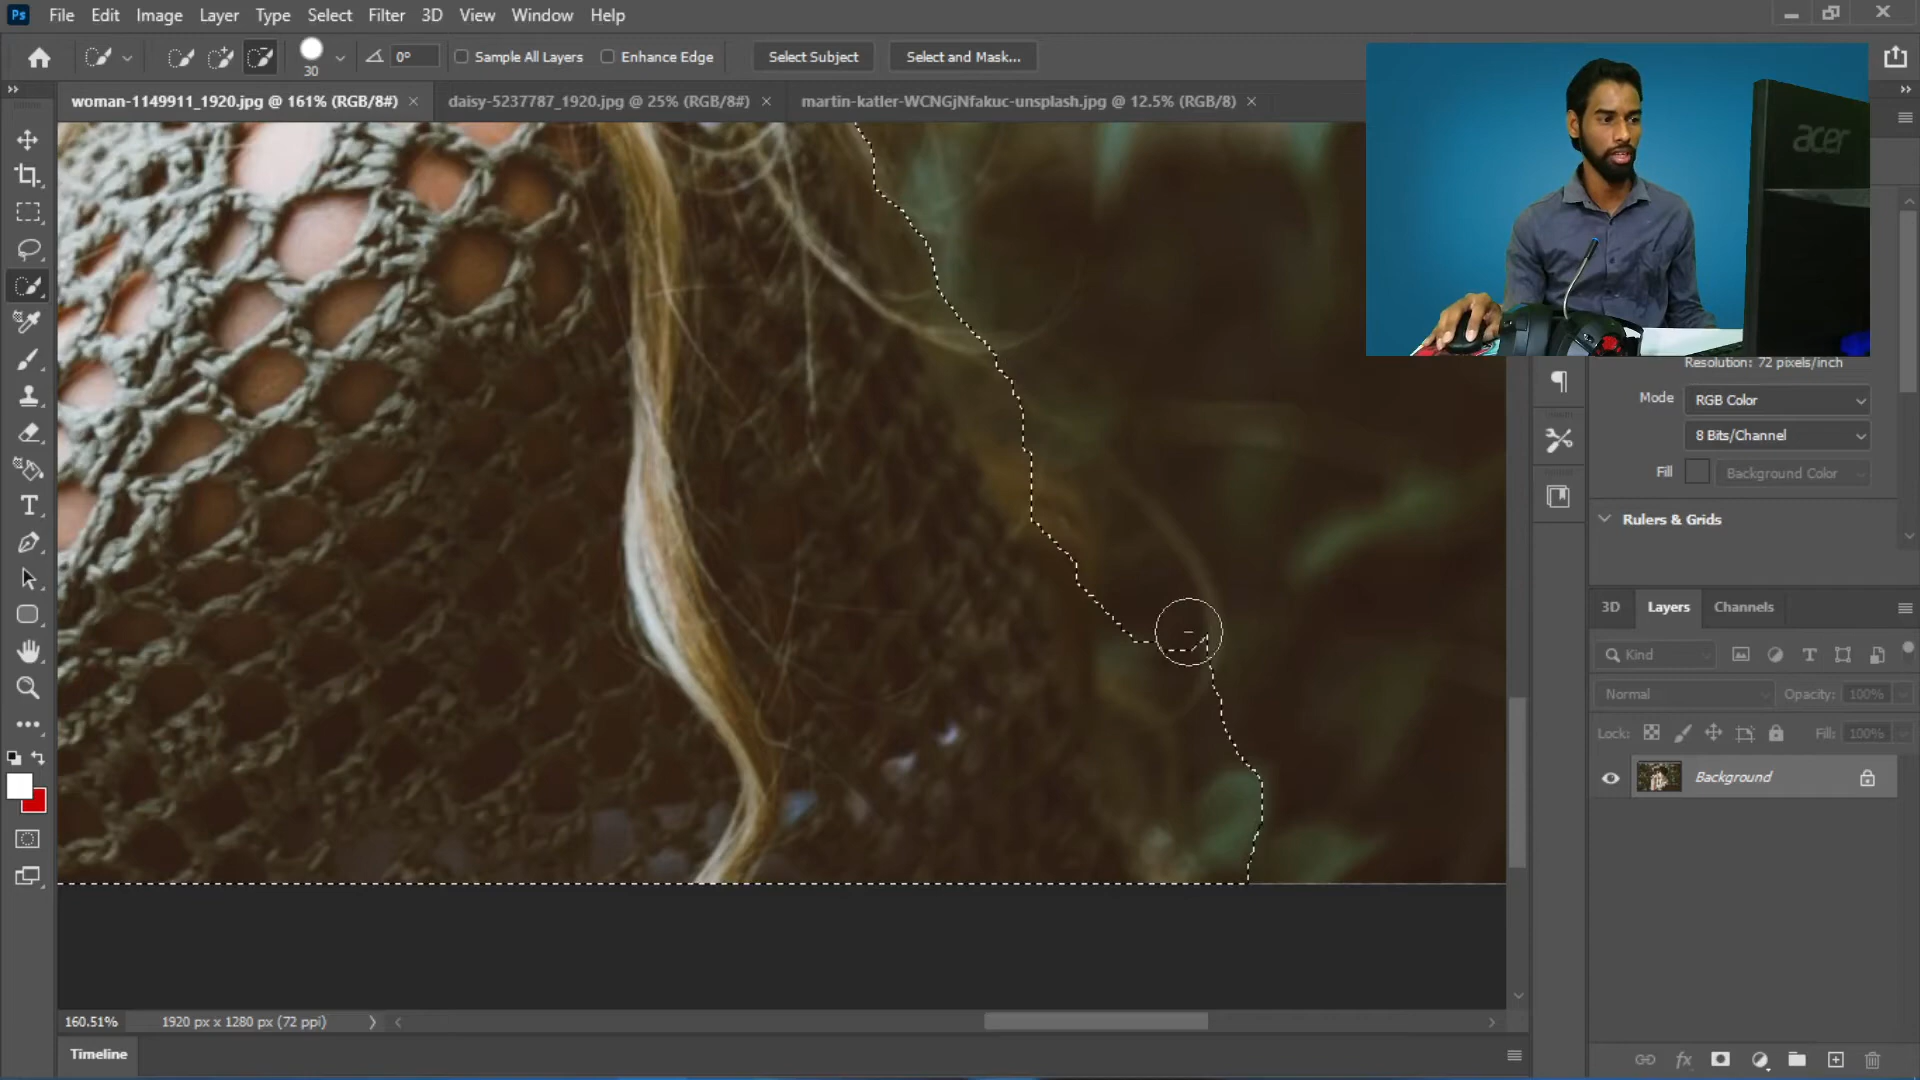 Ps File Edit Image Layer Type Select Filter 3D View Window Help
30 0° Sample All Layers Enhance Edge Select Subject Select and Mask...
woman-1149911_1920.jpg @ 161% (RGB/8#) × daisy-5237787_1920.jpg @ 25% (RGB/8#) × martin-katler-WCNGjNfakuc-unsplash.jpg @ 12.5% (RGB/8) ×
acer
Resolution: 72 pixels/inch
Mode RGB Color
8 Bits/Channel
Fill Background Color
Rulers & Grids
3D Layers Channels
Kind
Normal Opacity: 100%
Lock: Fill: 100%
Background
160.51% 1920 px x 1280 px (72 ppi)
Timeline